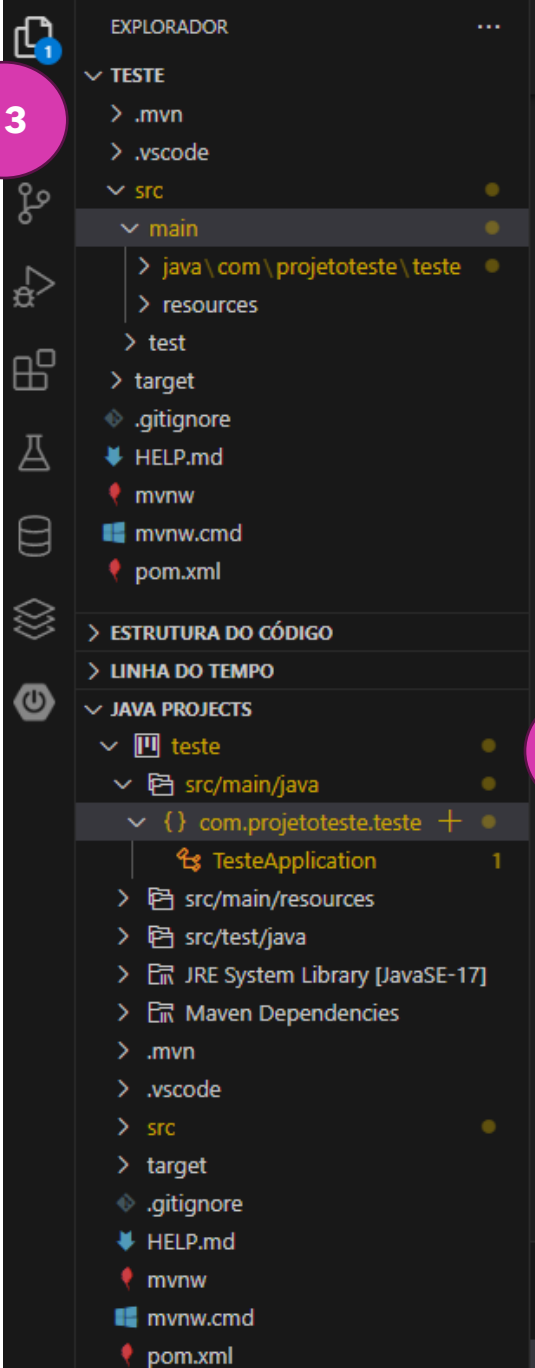 EXPLORADOR ···
1
TESTE
3
.mvn
.vscode
src
main
java\com\projetoteste\teste
resources
test
target
.gitignore
HELP.md
mvnw
mvnw.cmd
pom.xml
ESTRUTURA DO CÓDIGO
LINHA DO TEMPO
JAVA PROJECTS
teste
src/main/java
{} com.projetoteste.teste +
TesteApplication 1
src/main/resources
src/test/java
JRE System Library [JavaSE-17]
Maven Dependencies
.mvn
.vscode
src
target
.gitignore
HELP.md
mvnw
mvnw.cmd
pom.xml